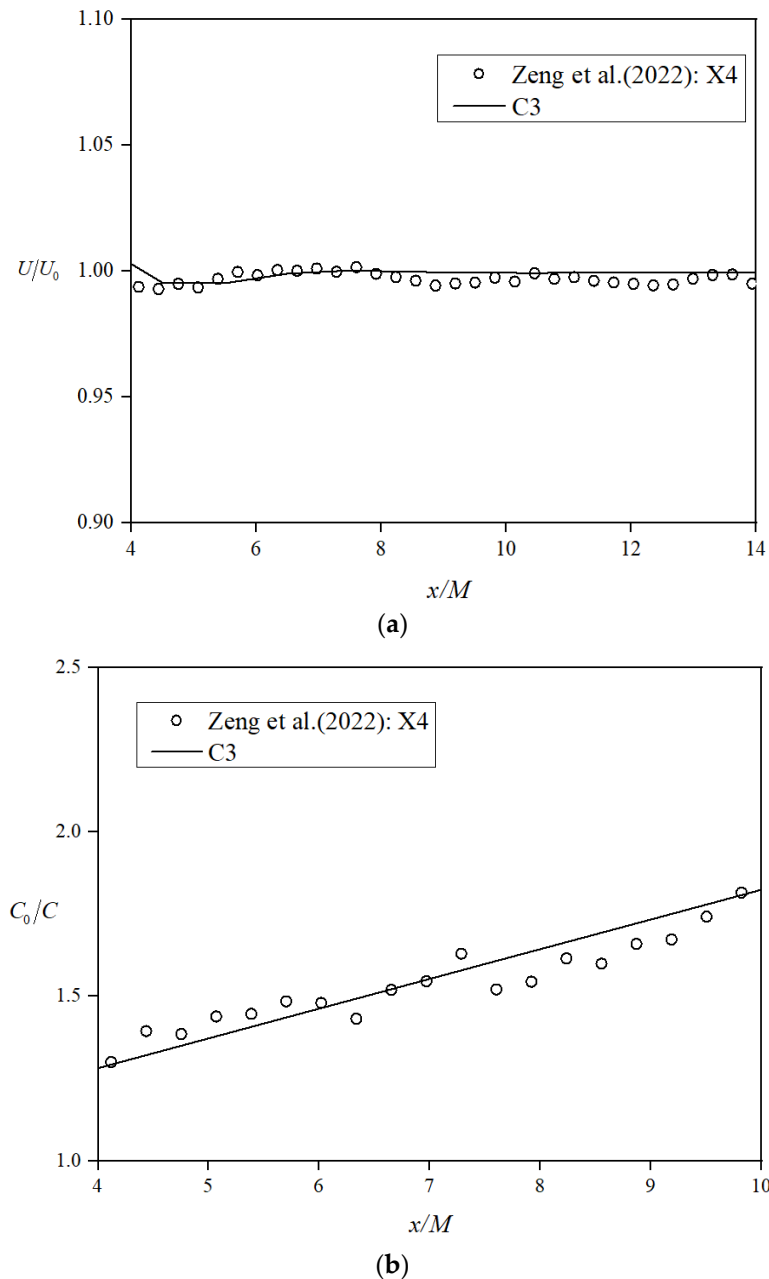 1.10
Zeng et al.(2022): X4
C3
1.05
U/U₀
1.00
0.95
0.90
4 6 8 10 12 14
x/M
(a)
2.5
Zeng et al.(2022): X4
C3
2.0
C₀/C
1.5
1.0
4 5 6 7 8 9 10
x/M
(b)